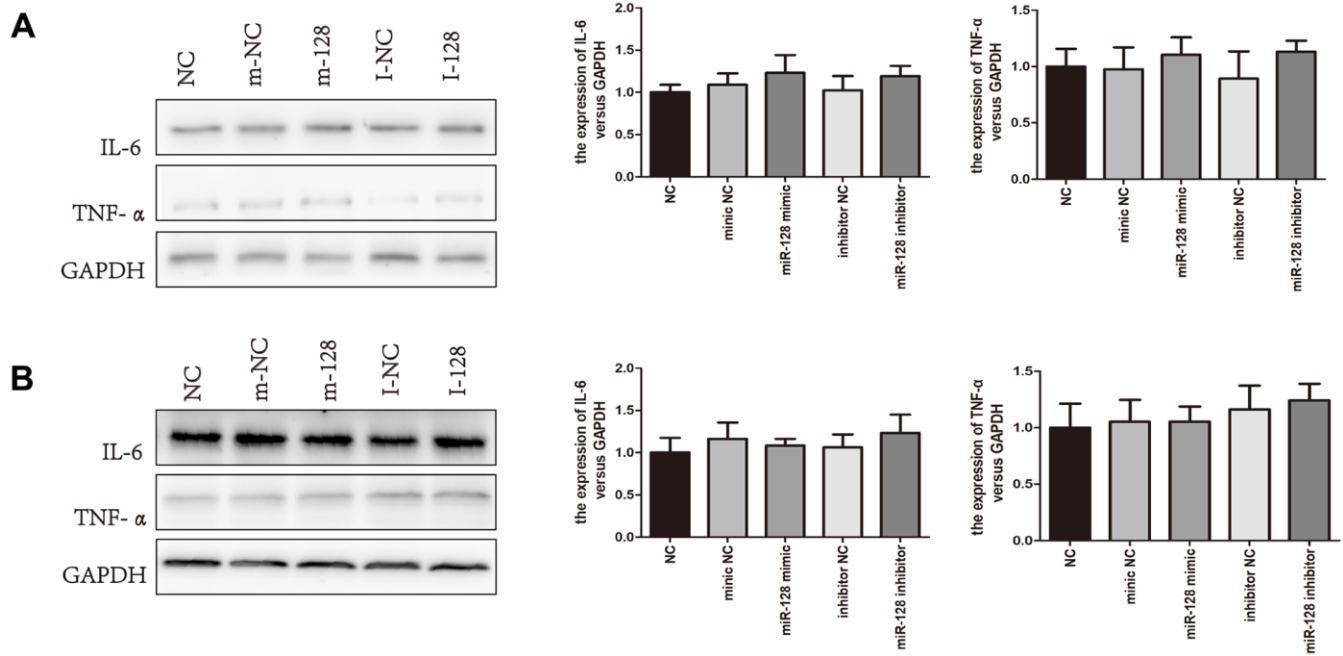 A
NC
m-NC
m-128
I-NC
I-128
IL-6
TNF- α
GAPDH
the expression of IL-6
versus GAPDH
2.0
1.5
1.0
0.5
0.0
NC
minic NC
miR-128 mimic
inhibitor NC
miR-128 inhibitor
the expression of TNF-α
versus GAPDH
1.5
1.0
0.5
0.0
NC
minic NC
miR-128 mimic
inhibitor NC
miR-128 inhibitor
B
NC
m-NC
m-128
I-NC
I-128
IL-6
TNF- α
GAPDH
the expression of IL-6
versus GAPDH
2.0
1.5
1.0
0.5
0.0
NC
minic NC
miR-128 mimic
inhibitor NC
miR-128 inhibitor
the expression of TNF-α
versus GAPDH
1.5
1.0
0.5
0.0
NC
minic NC
miR-128 mimic
inhibitor NC
miR-128 inhibitor